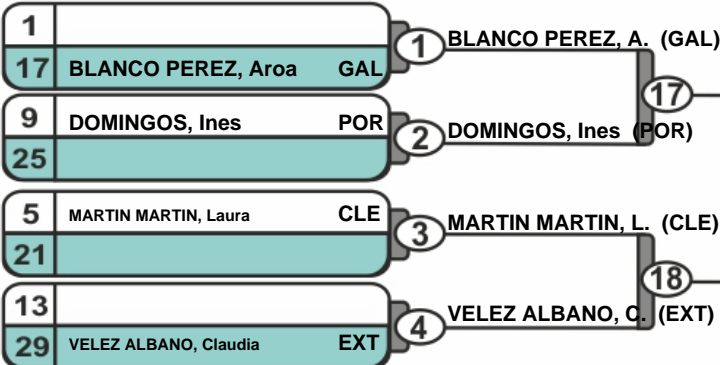 1
17 BLANCO PEREZ, Aroa GAL
1 BLANCO PEREZ, A. (GAL)
9 DOMINGOS, Ines POR
25
2 DOMINGOS, Ines (POR)
17
5 MARTIN MARTIN, Laura CLE
21
3 MARTIN MARTIN, L. (CLE)
13
29 VELEZ ALBANO, Claudia EXT
4 VELEZ ALBANO, C. (EXT)
18